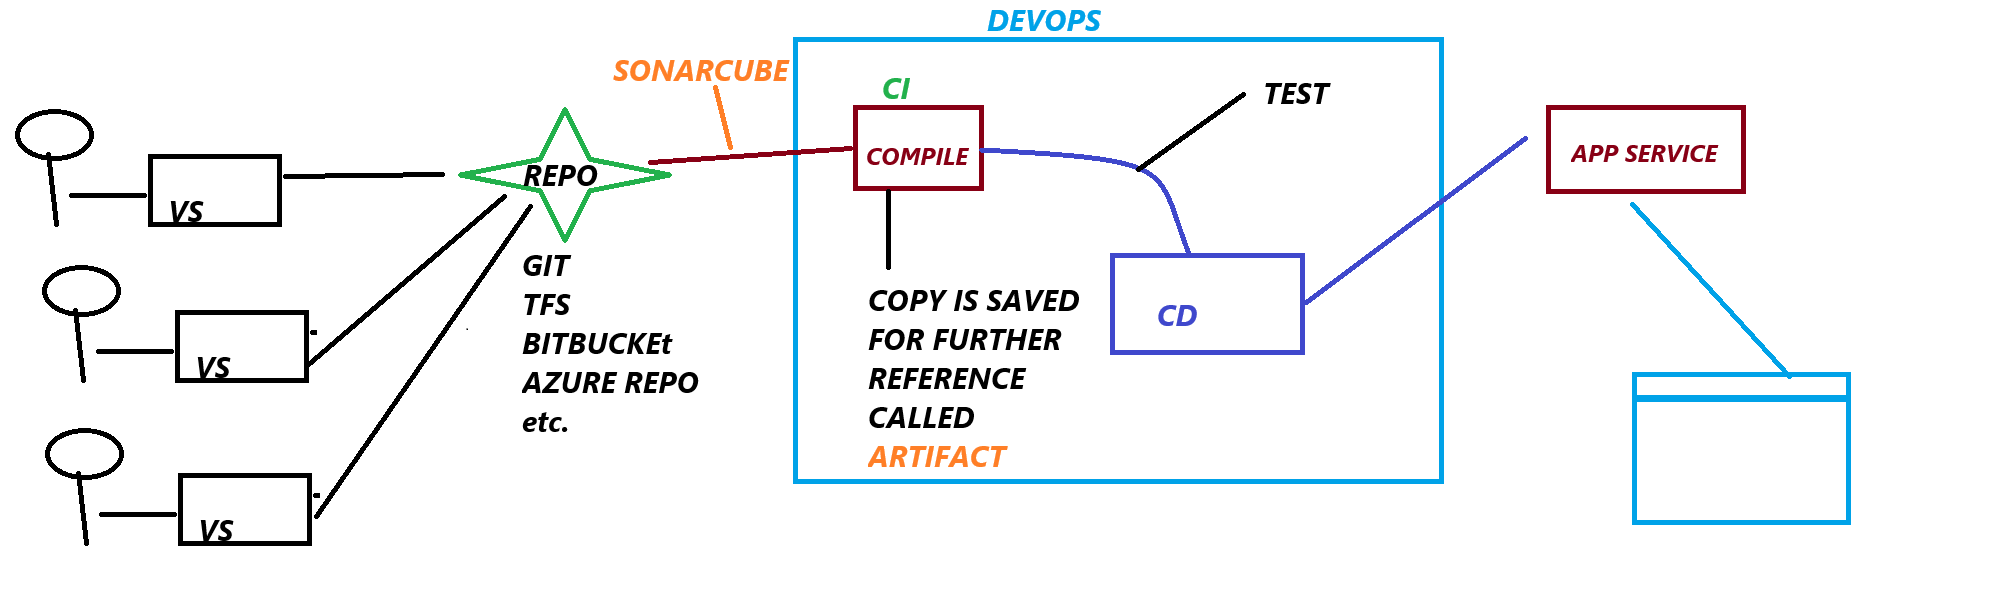 DEVOPS
SONARCUBE
CI
TEST
COMPILE
APP SERVICE
REPO
VS
VS
VS
GIT
TFS
BITBUCKEt
AZURE REPO
etc.
COPY IS SAVED
FOR FURTHER
REFERENCE
CALLED
ARTIFACT
CD